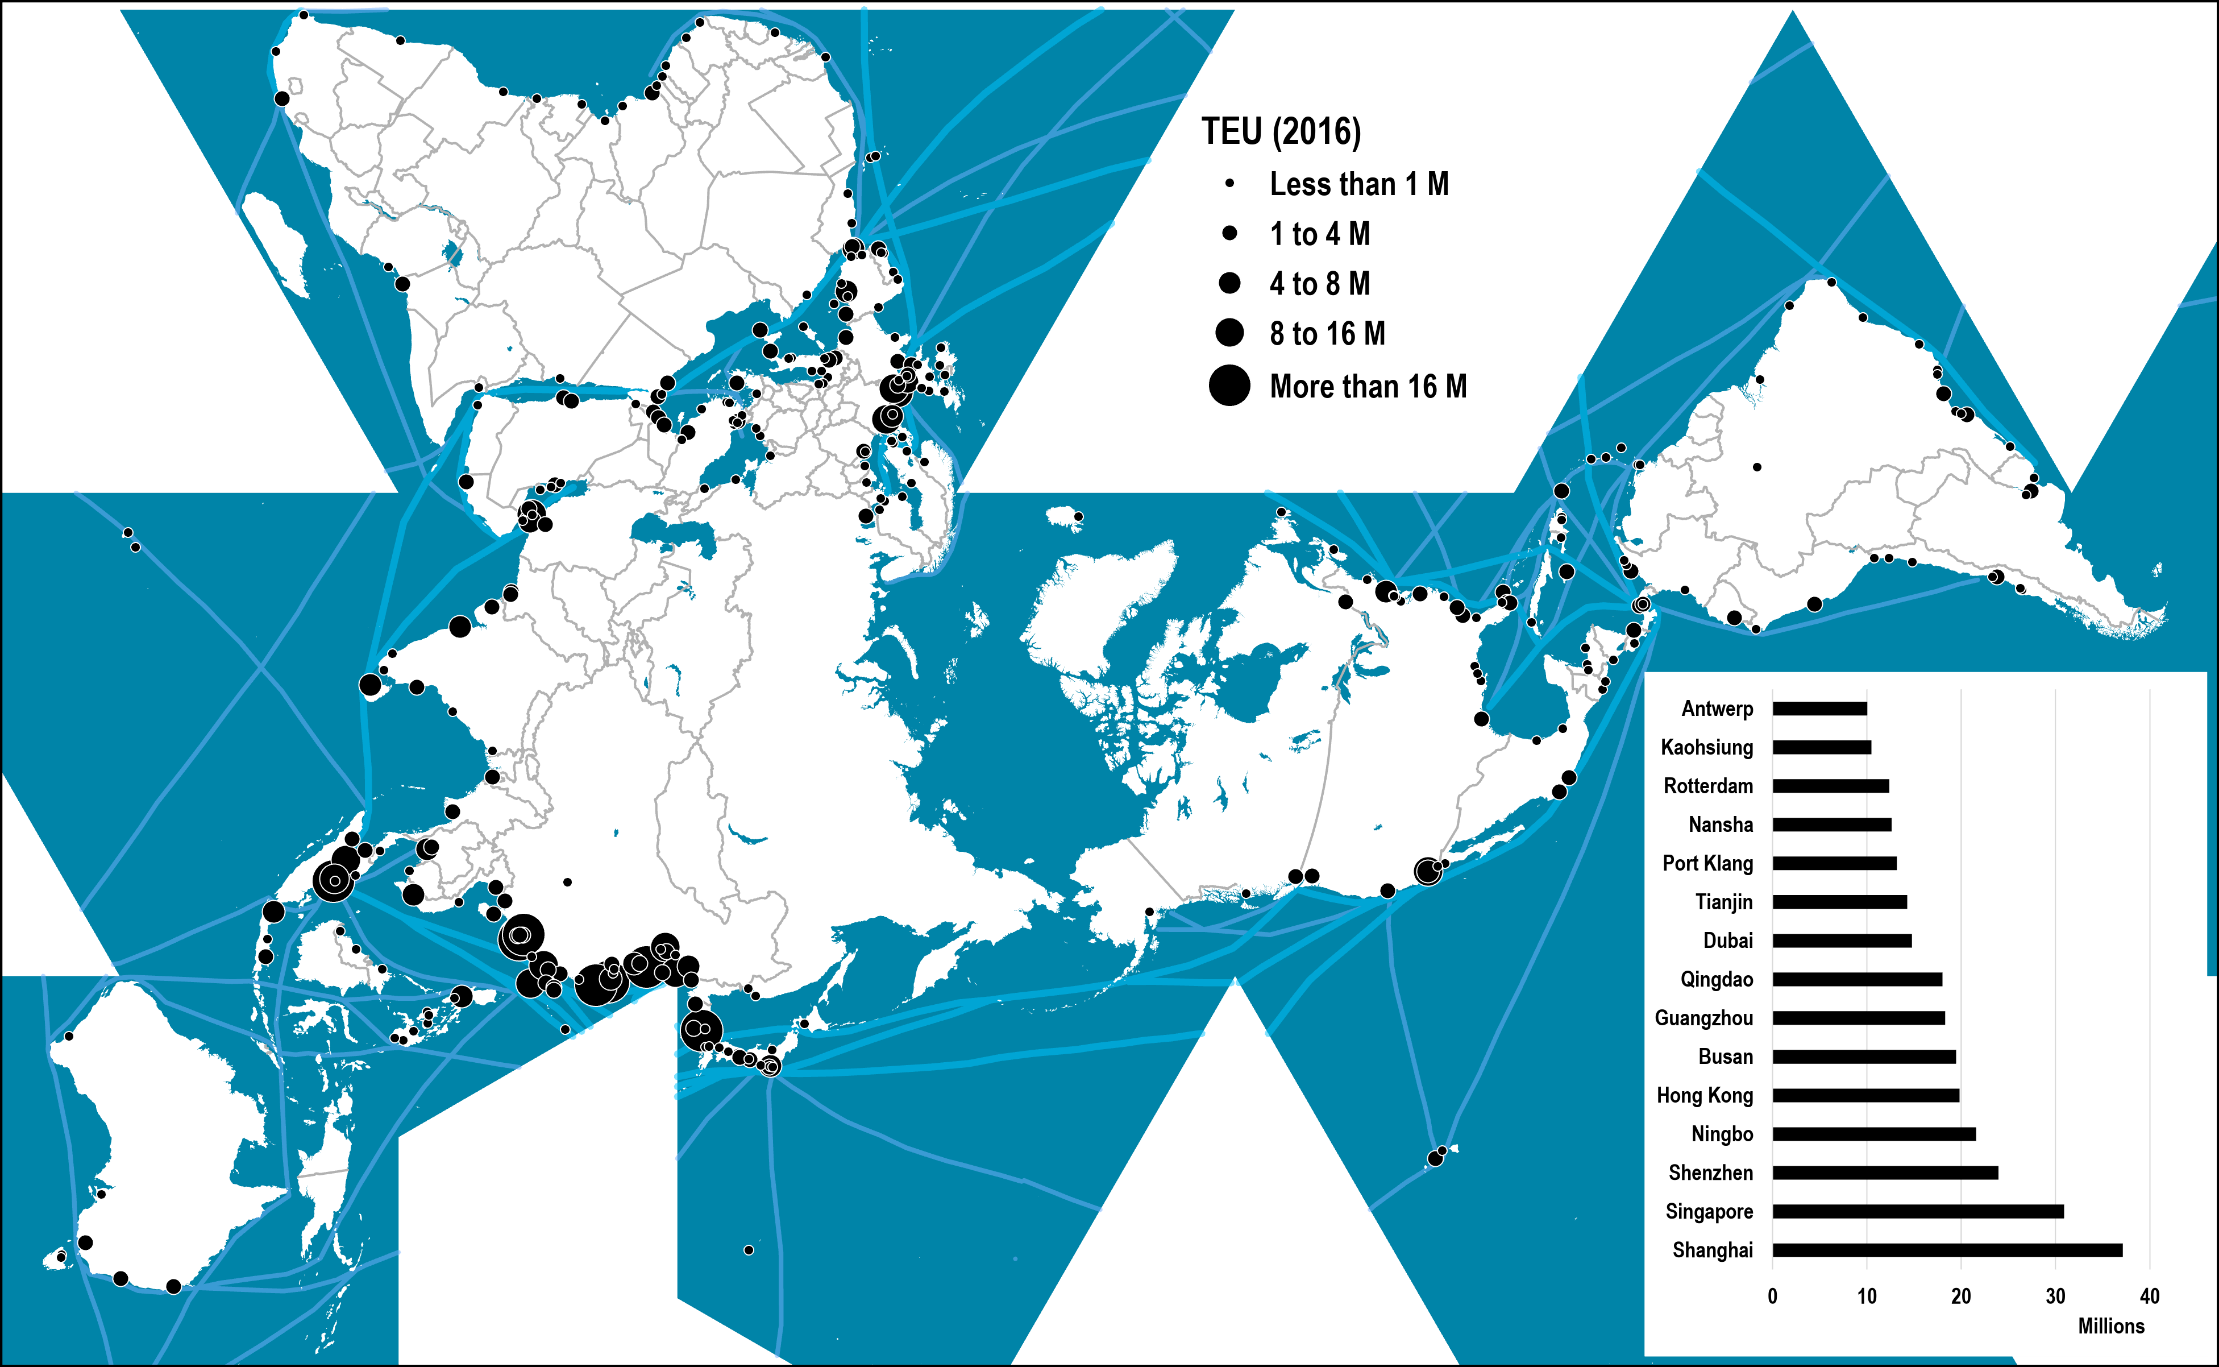 TEU (2016)
Less than 1 M
1 to 4 M
4 to 8 M
8 to 16 M
More than 16 M
Antwerp
Kaohsiung
Rotterdam
Nansha
Port Klang
Tianjin
Dubai
Qingdao
Guangzhou
Busan
Hong Kong
Ningbo
Shenzhen
Singapore
Shanghai
0 10 20 30 40
Millions